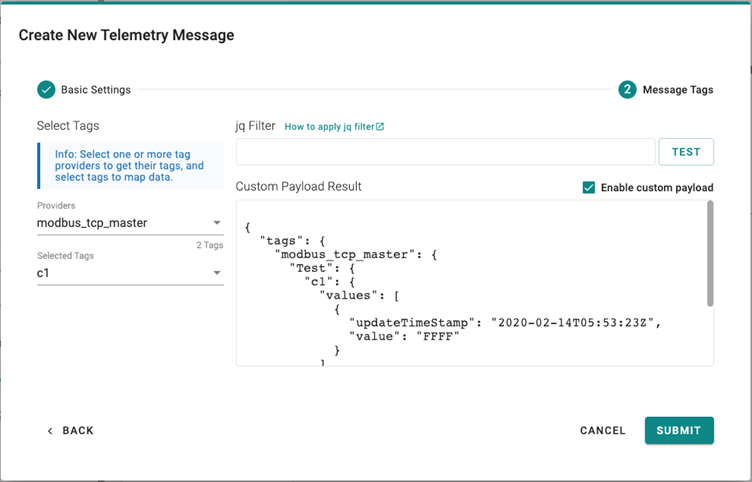 Create New Telemetry Message
Basic Settings
2 Message Tags
Select Tags
Info: Select one or more tag
providers to get their tags, and
select tags to map data.
Providers
modbus_tcp_master
2 Tags
Selected Tags
c1
jq Filter How to apply jq filter
TEST
Custom Payload Result
Enable custom payload
{
"tags": {
"modbus_tcp_master": {
"Test": {
"c1": {
"values": [
{
"updateTimeStamp": "2020-02-14T05:53:23Z",
"value": "FFFF"
}
]
BACK
CANCEL
SUBMIT